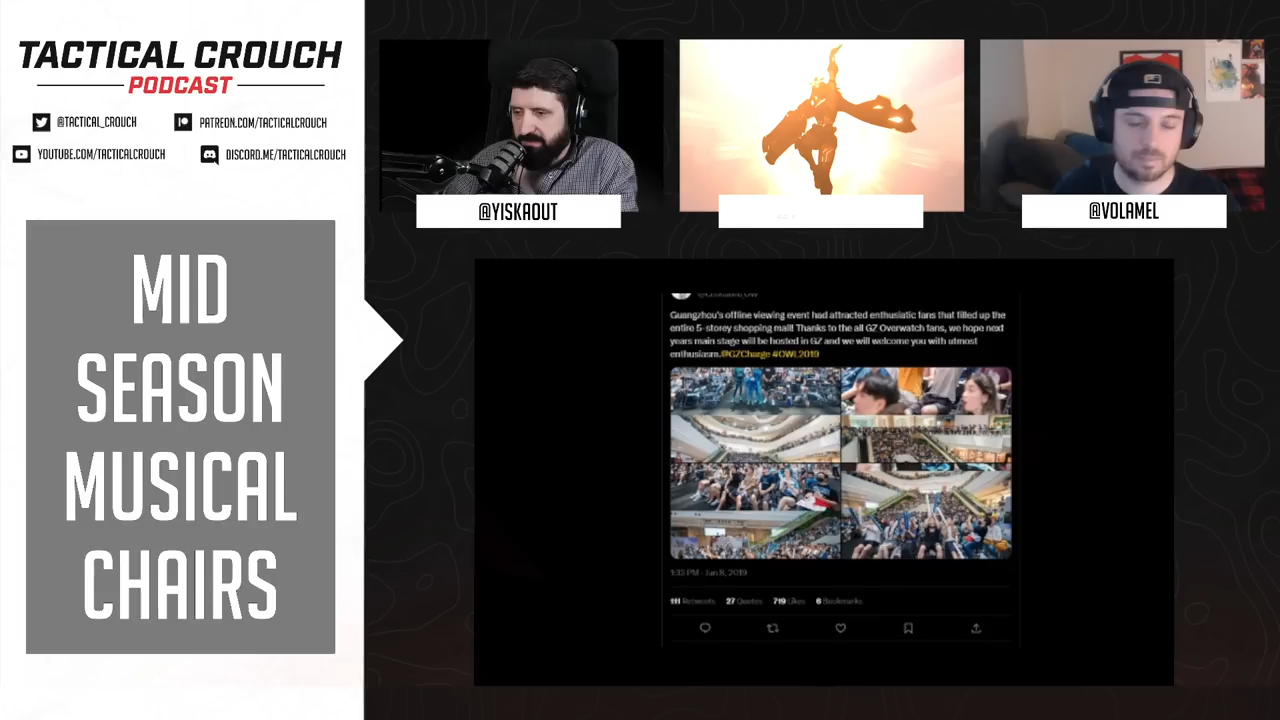 TACTICAL CROUCH
PODCAST
@TACTICAL_CROUCH
PATREON.COM/TACTICALCROUCH
YOUTUBE.COM/TACTICALCROUCH
DISCORD.ME/TACTICALCROUCH
@YISKAOUT
@VOLAMEL
MID
SEASON
MUSICAL
CHAIRS
Guangzhou's offline viewing event had attracted enthusiastic fans that filled up the
entire 5-storey shopping mall! Thanks to the all GZ Overwatch fans, we hope next
years main stage will be hosted in GZ and we will welcome you with utmost
enthusiasm.@GZCharge #OWL2019
1:33 PM · Jun 8, 2019
111 Retweets 27 Quotes 719 Likes 6 Bookmarks